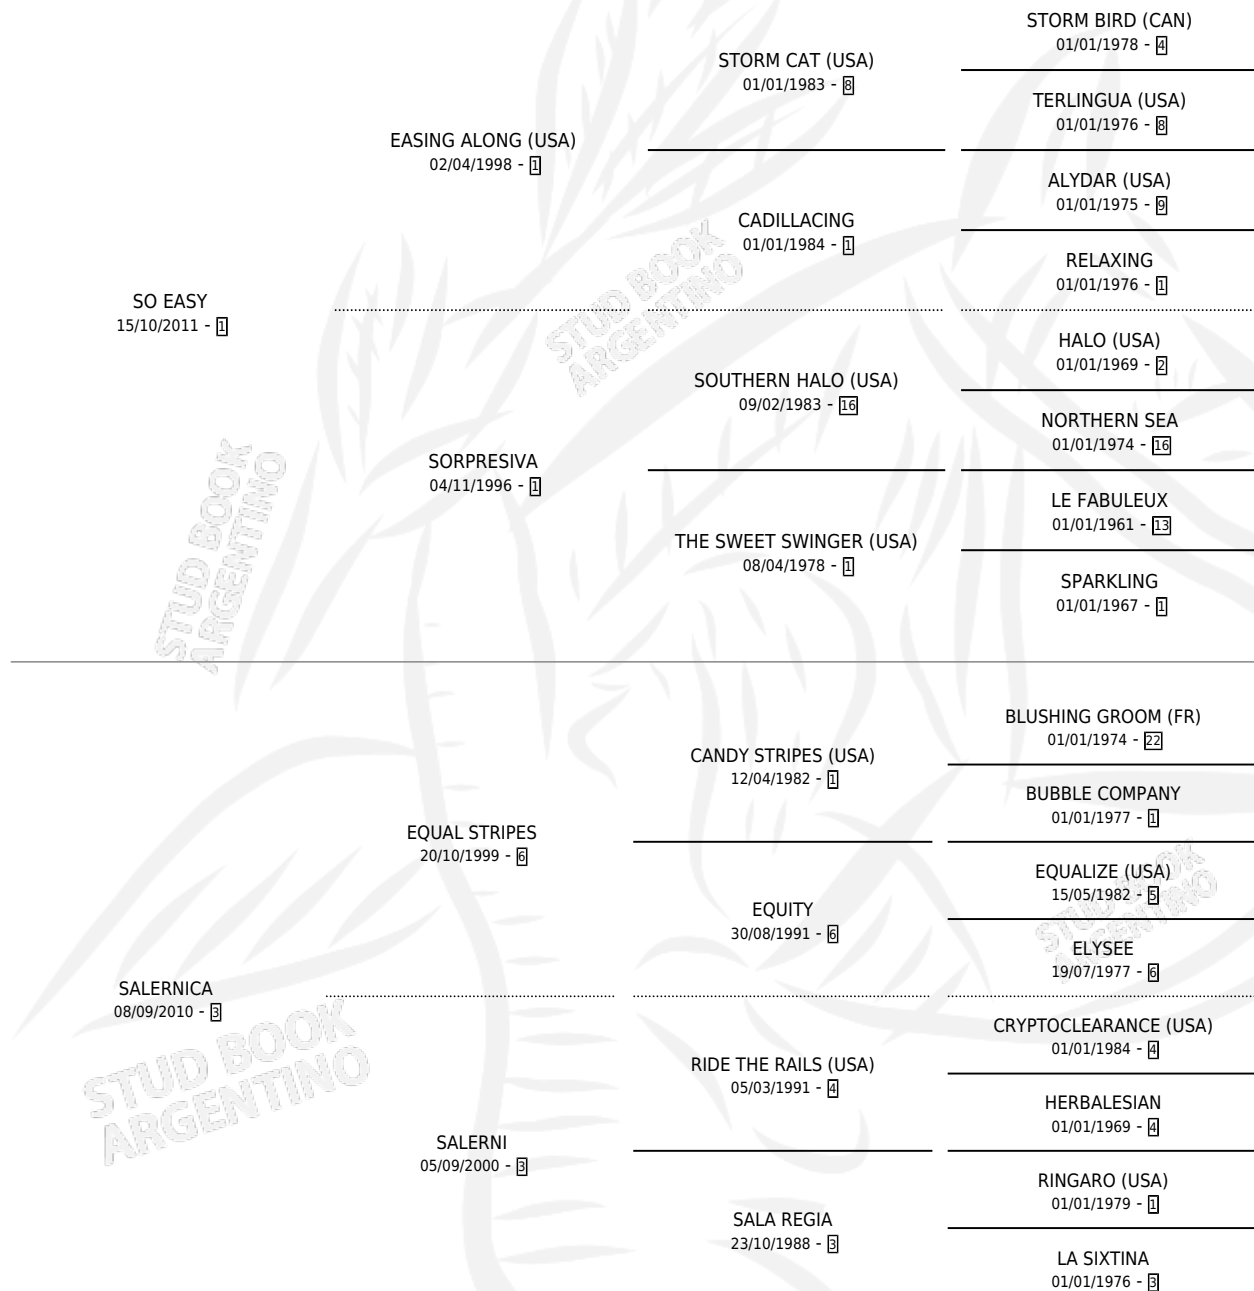 STORM BIRD (CAN)
01/01/1978 - 4
STORM CAT (USA)
01/01/1983 - 8
TERLINGUA (USA)
01/01/1976 - 8
EASING ALONG (USA)
02/04/1998 - 1
ALYDAR (USA)
01/01/1975 - 9
CADILLACING
01/01/1984 - 1
RELAXING
01/01/1976 - 1
SO EASY
15/10/2011 - 1
HALO (USA)
01/01/1969 - 2
SOUTHERN HALO (USA)
09/02/1983 - 16
NORTHERN SEA
01/01/1974 - 16
SORPRESIVA
04/11/1996 - 1
LE FABULEUX
01/01/1961 - 13
THE SWEET SWINGER (USA)
08/04/1978 - 1
SPARKLING
01/01/1967 - 1
BLUSHING GROOM (FR)
01/01/1974 - 22
CANDY STRIPES (USA)
12/04/1982 - 1
BUBBLE COMPANY
01/01/1977 - 1
EQUAL STRIPES
20/10/1999 - 6
EQUALIZE (USA)
15/05/1982 - 5
EQUITY
30/08/1991 - 6
ELYSEE
19/07/1977 - 6
SALERNICA
08/09/2010 - 3
CRYPTOCLEARANCE (USA)
01/01/1984 - 4
RIDE THE RAILS (USA)
05/03/1991 - 4
HERBALESIAN
01/01/1969 - 4
SALERNI
05/09/2000 - 3
RINGARO (USA)
01/01/1979 - 1
SALA REGIA
23/10/1988 - 3
LA SIXTINA
01/01/1976 - 3
STUD BOOK
ARGENTINO
STUD BOOK
ARGENTINO
STUD BOOK
ARGENTINO
STUD BOOK
ARGENTINO